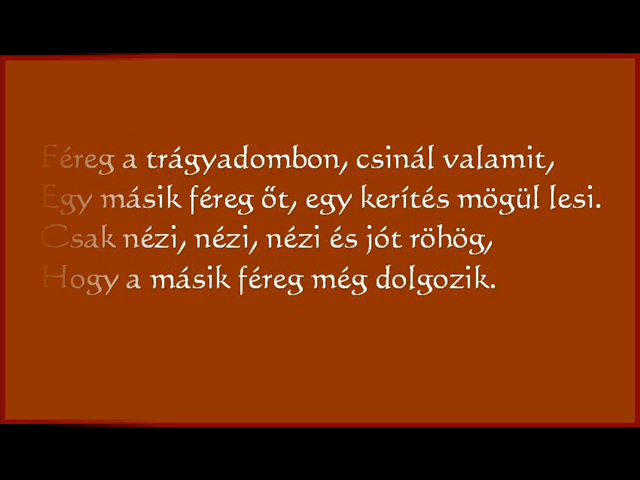 Féreg a trágyadombon, csinál valamit,
Egy másik féreg őt, egy kerítés mögül lesi.
Csak nézi, nézi, nézi és jót röhög,
Hogy a másik féreg még dolgozik.